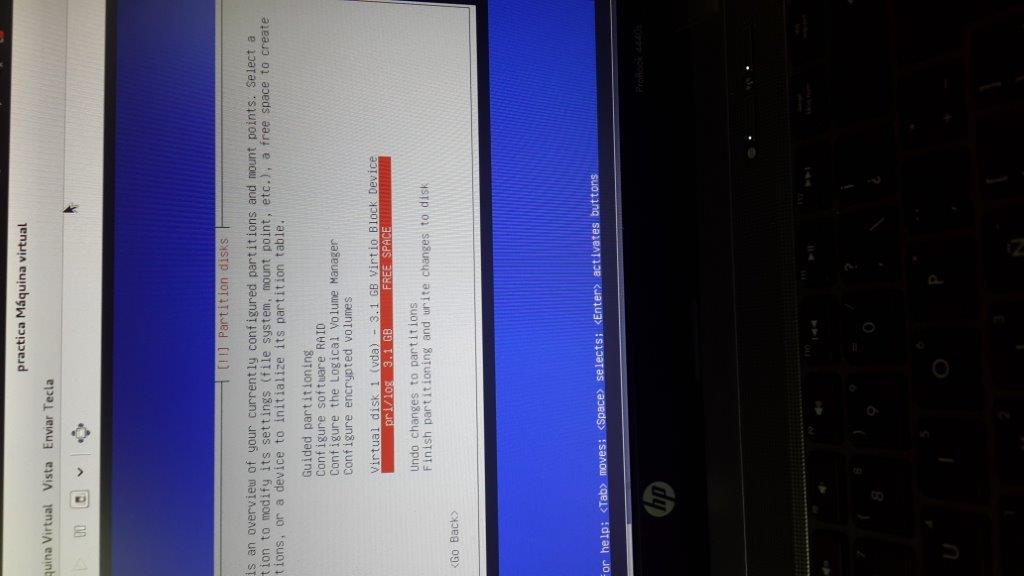 practica Máquina virtual
quina Virtual Vista Enviar Tecla
[!!] Partition disks
is an overview of your currently configured partitions and mount points. Select a
tion to modify its settings (file system, mount point, etc.), a free space to create
tions, or a device to initialize its partition table.
Guided partitioning
Configure software RAID
Configure the Logical Volume Manager
Configure encrypted volumes
Virtual disk 1 (vda) - 3.1 GB Virtio Block Device
pri/log 3.1 GB FREE SPACE
Undo changes to partitions
Finish partitioning and write changes to disk
<Go Back>
for help; <Tab> moves; <Space> selects; <Enter> activates buttons
hp
ProBook 4440s
7 8 9 0 ? ¿ ¡
U I O P
Ñ